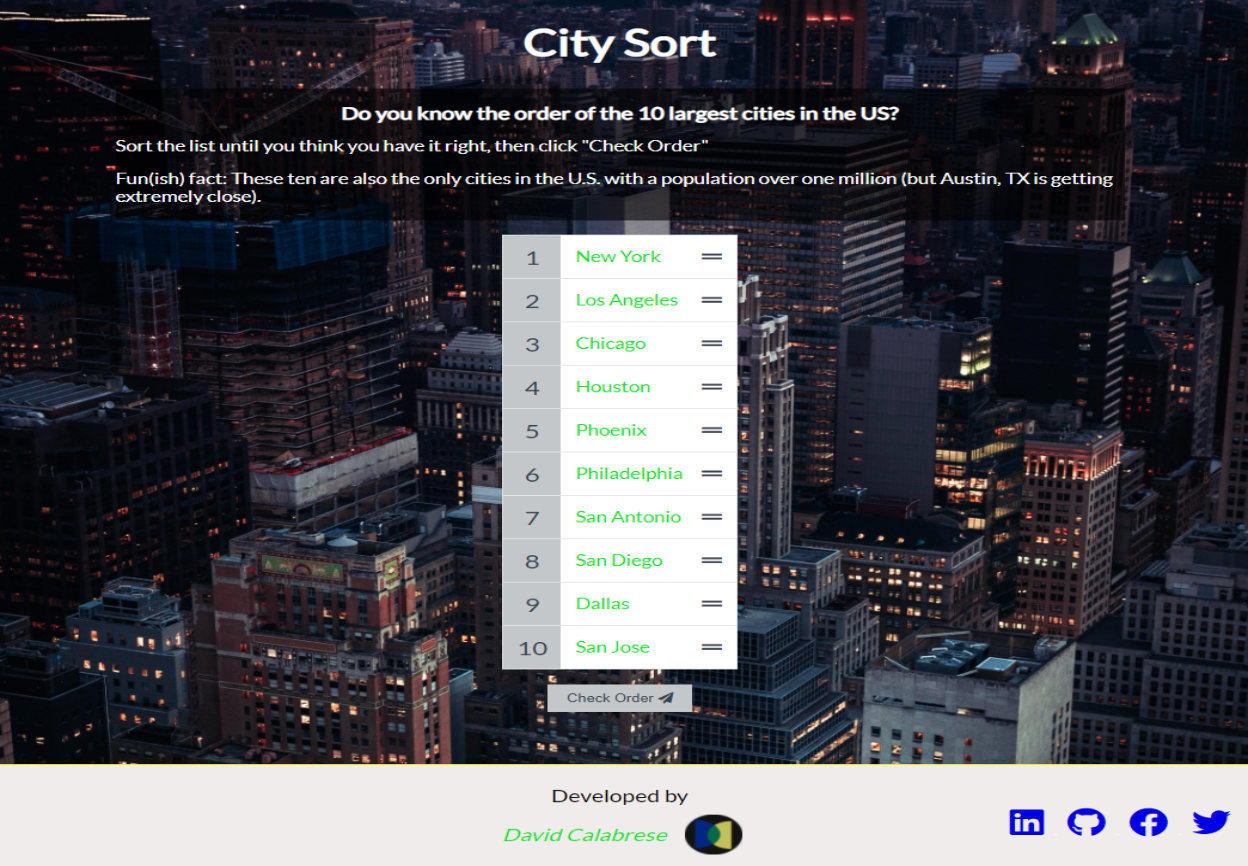 City Sort
Do you know the order of the 10 largest cities in the US?
Sort the list until you think you have it right, then click "Check Order"
Fun(ish) fact: These ten are also the only cities in the U.S. with a population over one million (but Austin, TX is getting
extremely close).
1 New York
2 Los Angeles
3 Chicago
4 Houston
5 Phoenix
6 Philadelphia
7 San Antonio
8 San Diego
9 Dallas
10 San Jose
Check Order
Developed by
David Calabrese